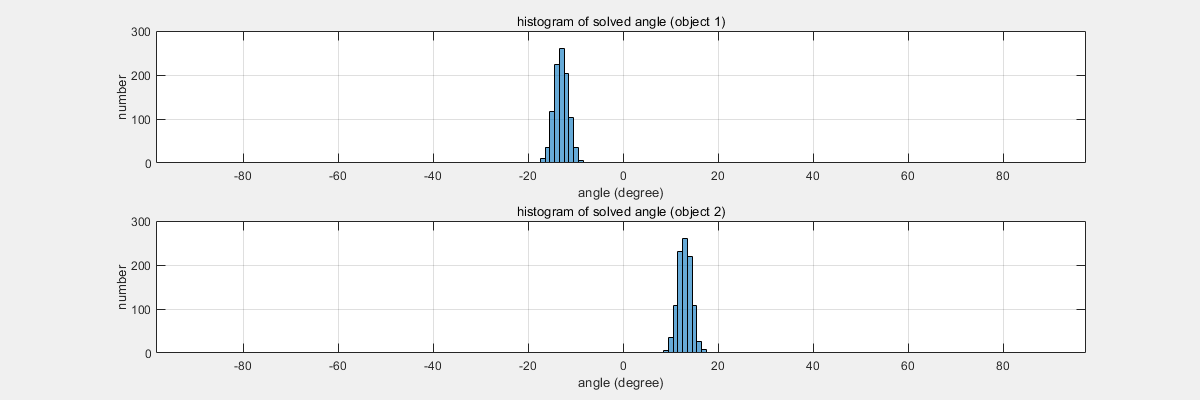 histogram of solved angle (object 1)
300
200
100
0
number
-80 -60 -40 -20 0 20 40 60 80
angle (degree)
histogram of solved angle (object 2)
300
200
100
0
number
-80 -60 -40 -20 0 20 40 60 80
angle (degree)